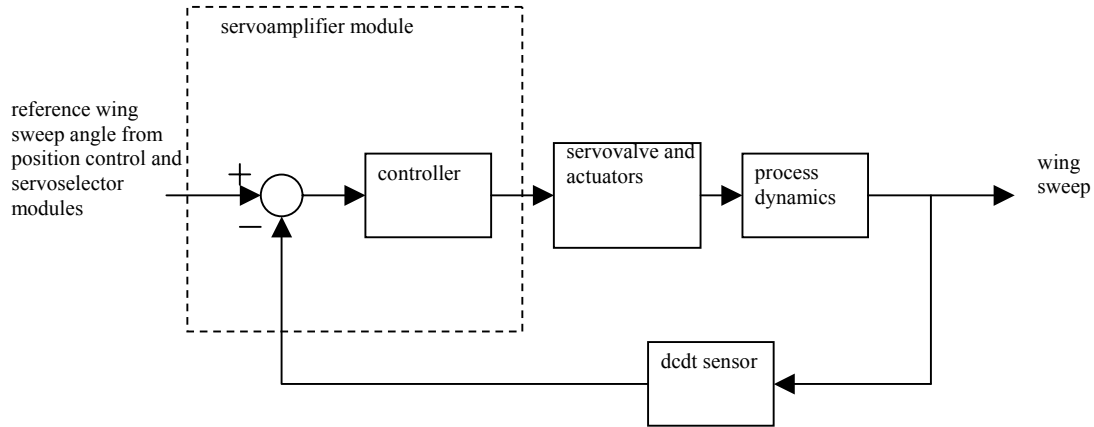 servoamplifier module
reference wing
sweep angle from
position control and
servoselector
modules
+
−
controller
servovalve and
actuators
process
dynamics
wing
sweep
dcdt sensor